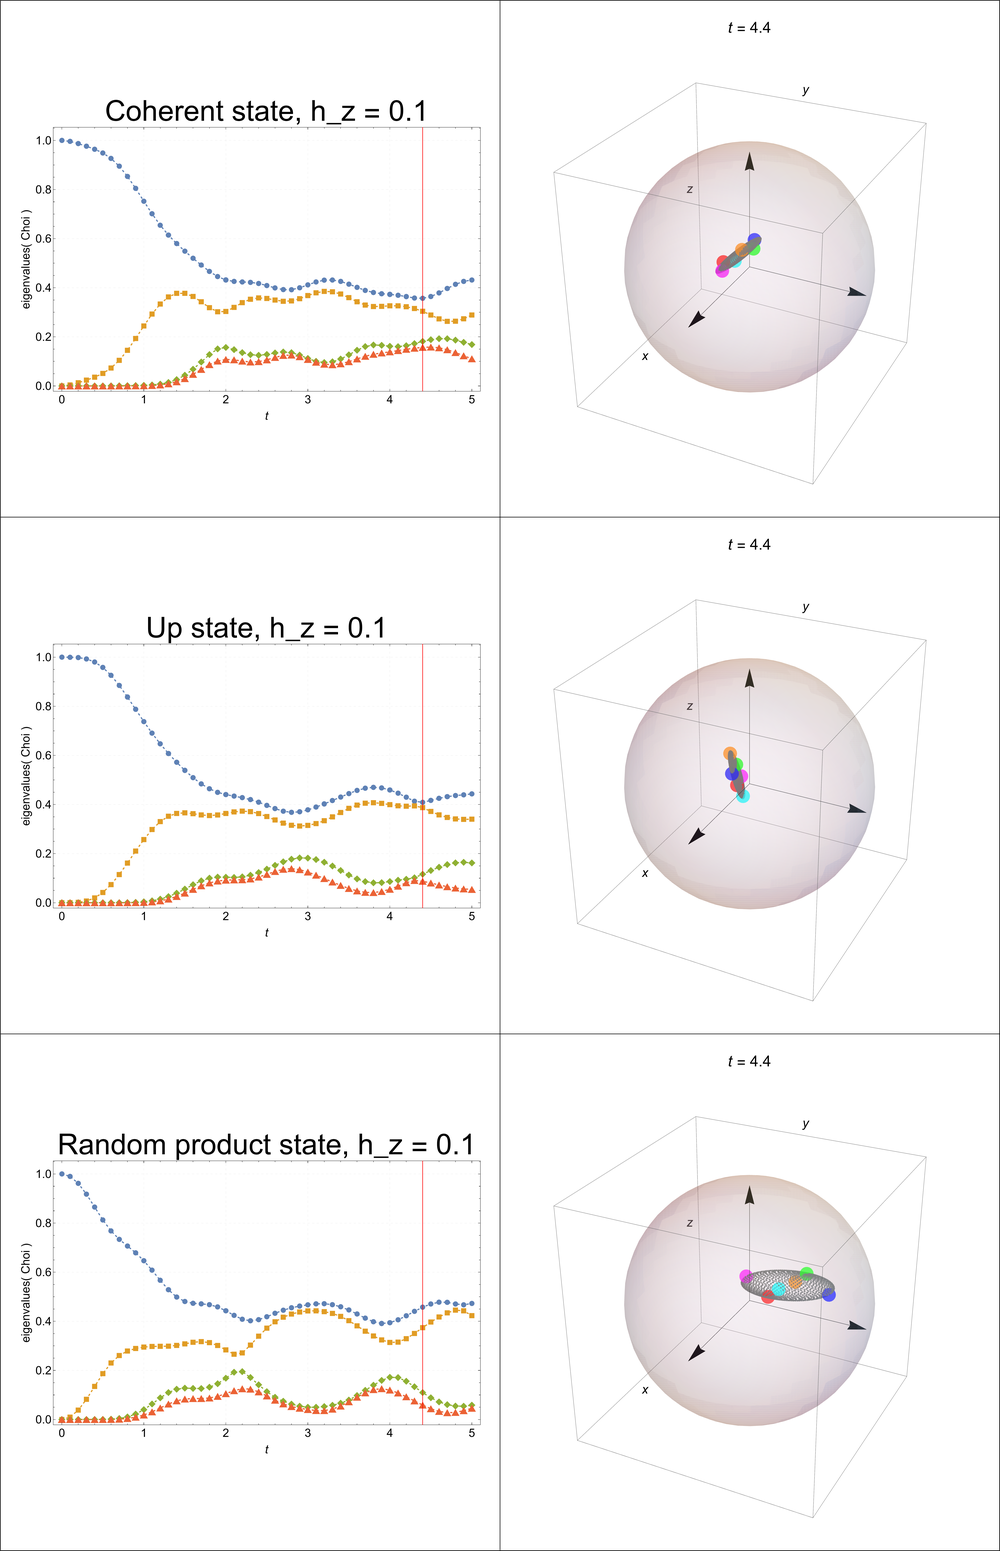 t = 4.4
Coherent state, h_z = 0.1
eigenvalues( Choi )
1.0
0.8
0.6
0.4
0.2
0.0
0 1 2 3 4 5
t
y
z
x
t = 4.4
Up state, h_z = 0.1
eigenvalues( Choi )
1.0
0.8
0.6
0.4
0.2
0.0
0 1 2 3 4 5
t
y
z
x
t = 4.4
Random product state, h_z = 0.1
eigenvalues( Choi )
1.0
0.8
0.6
0.4
0.2
0.0
0 1 2 3 4 5
t
y
z
x